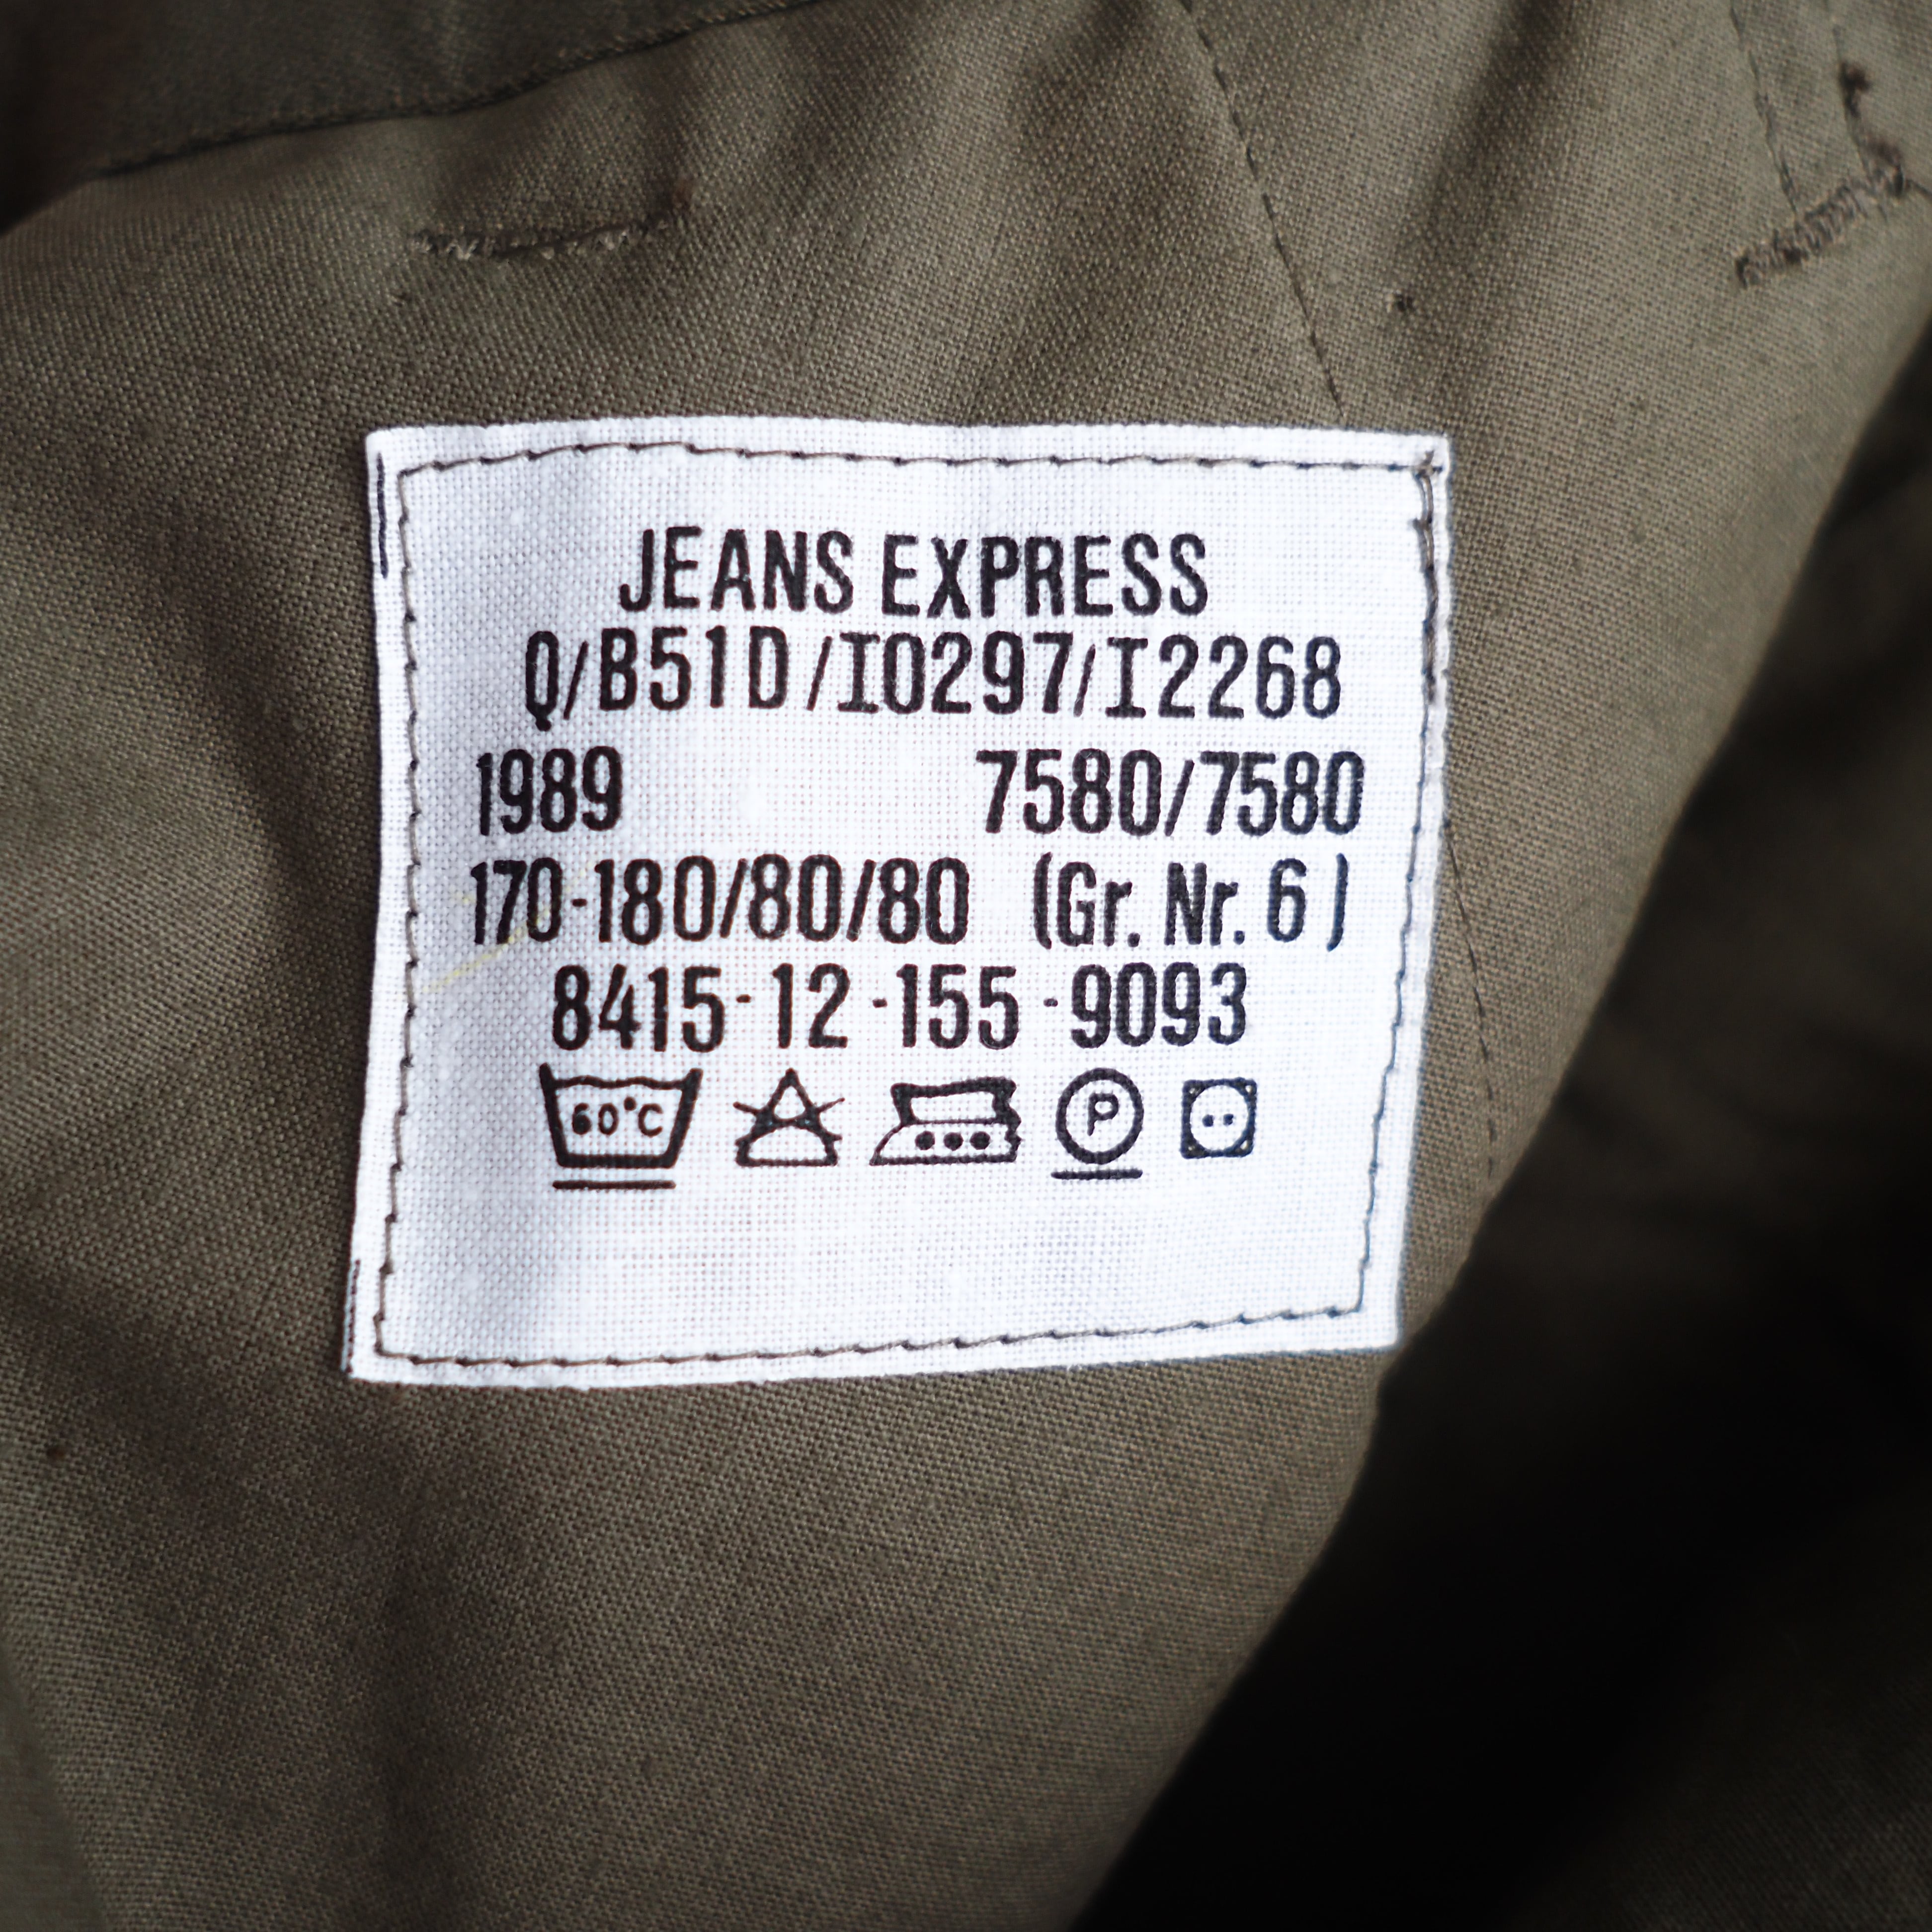 JEANS EXPRESS
Q/B51D/I0297/I2268
1989 7580/7580
170-180/80/80 (Gr. Nr. 6)
8415-12-155-9093
60°C P